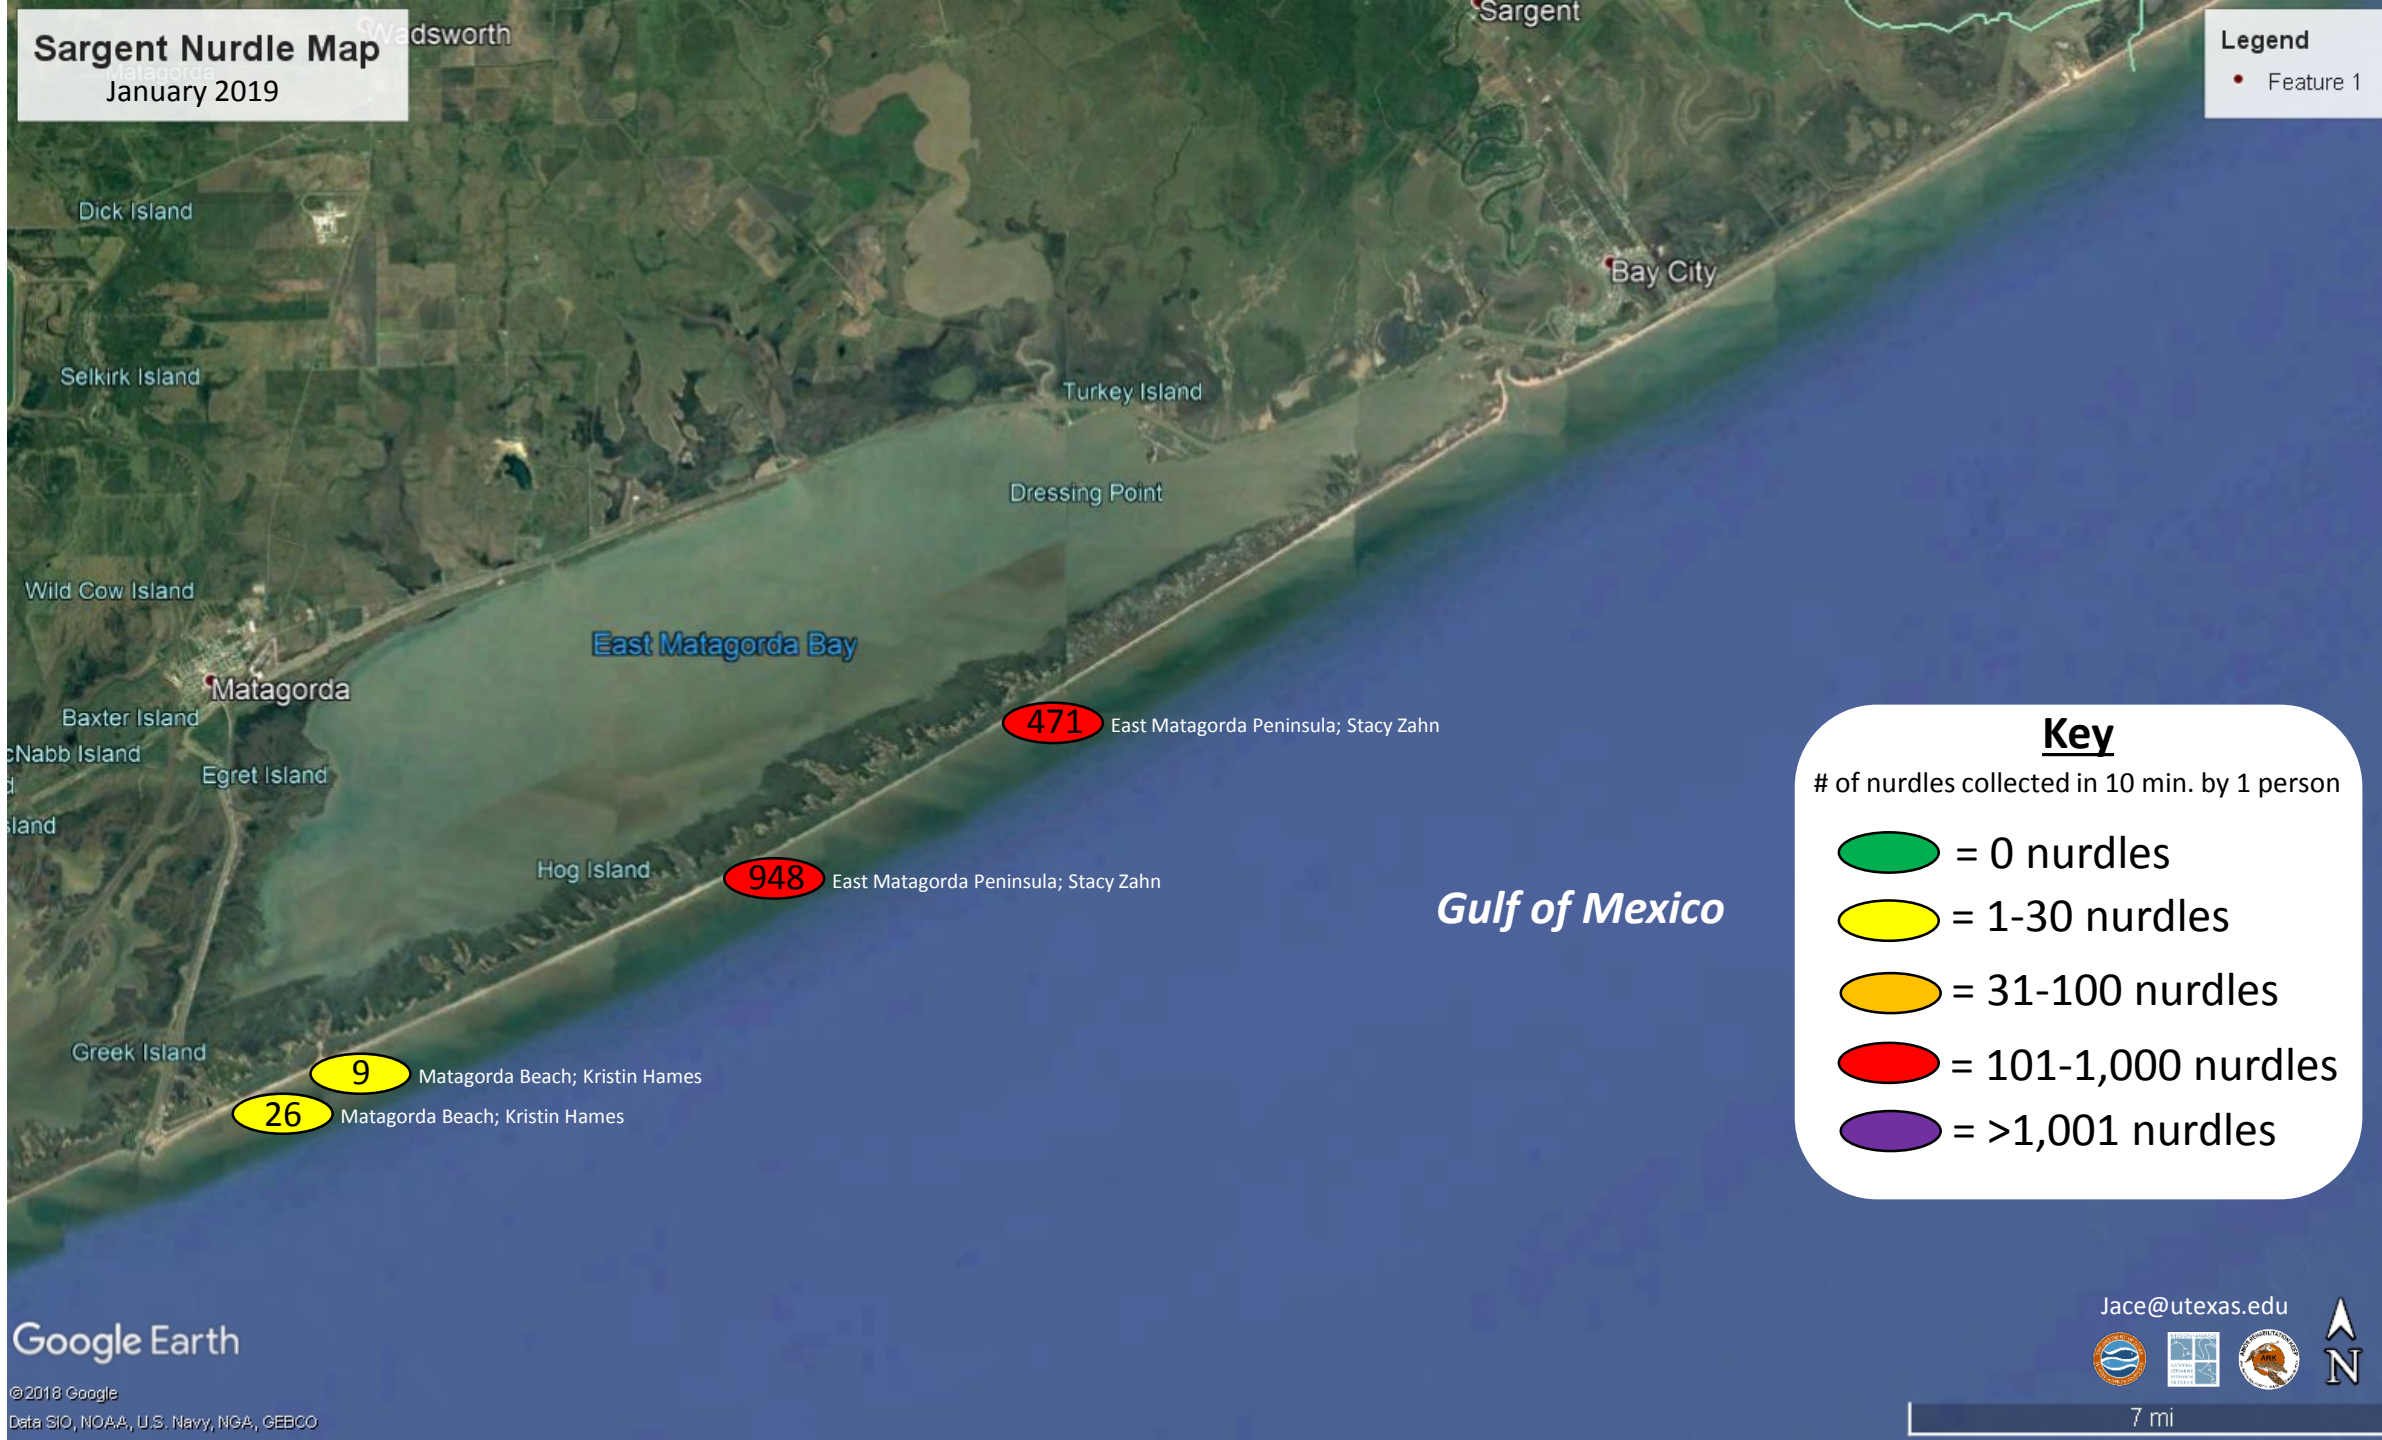 Sargent Nurdle Map
January 2019
Wadsworth
Matagorda
Sargent
Legend
Feature 1
Dick Island
Bay City
Selkirk Island
Turkey Island
Dressing Point
Wild Cow Island
East Matagorda Bay
Matagorda
Baxter Island
cNabb Island
Egret Island
d
sland
471 East Matagorda Peninsula; Stacy Zahn
Hog Island
948 East Matagorda Peninsula; Stacy Zahn
Gulf of Mexico
Greek Island
9 Matagorda Beach; Kristin Hames
26 Matagorda Beach; Kristin Hames
Key
# of nurdles collected in 10 min. by 1 person
= 0 nurdles
= 1-30 nurdles
= 31-100 nurdles
= 101-1,000 nurdles
= >1,001 nurdles
Jace@utexas.edu
ARK
N
Google Earth
©2018 Google
Data SIO, NOAA, U.S. Navy, NGA, GEBCO
7 mi